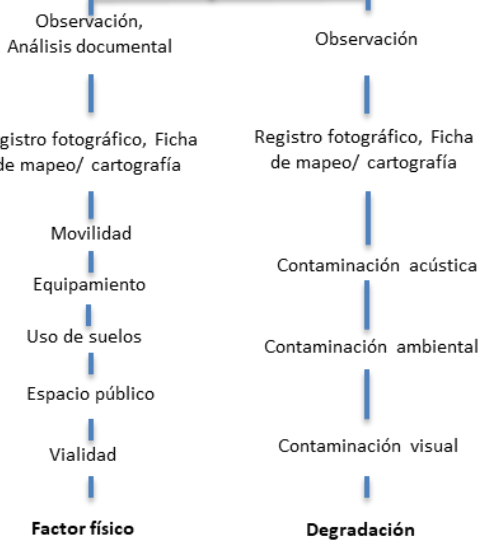 Observación,
Análisis documental
fotográfico, Ficha
de mapeo/ cartografía
Movilidad
Equipamiento
Uso de suelos
Espacio público
Vialidad
Factor físico
Observación
Registro fotográfico, Ficha
de mapeo/ cartografía
Contaminación acústica
Contaminación ambiental
Contaminación visual
Degradación